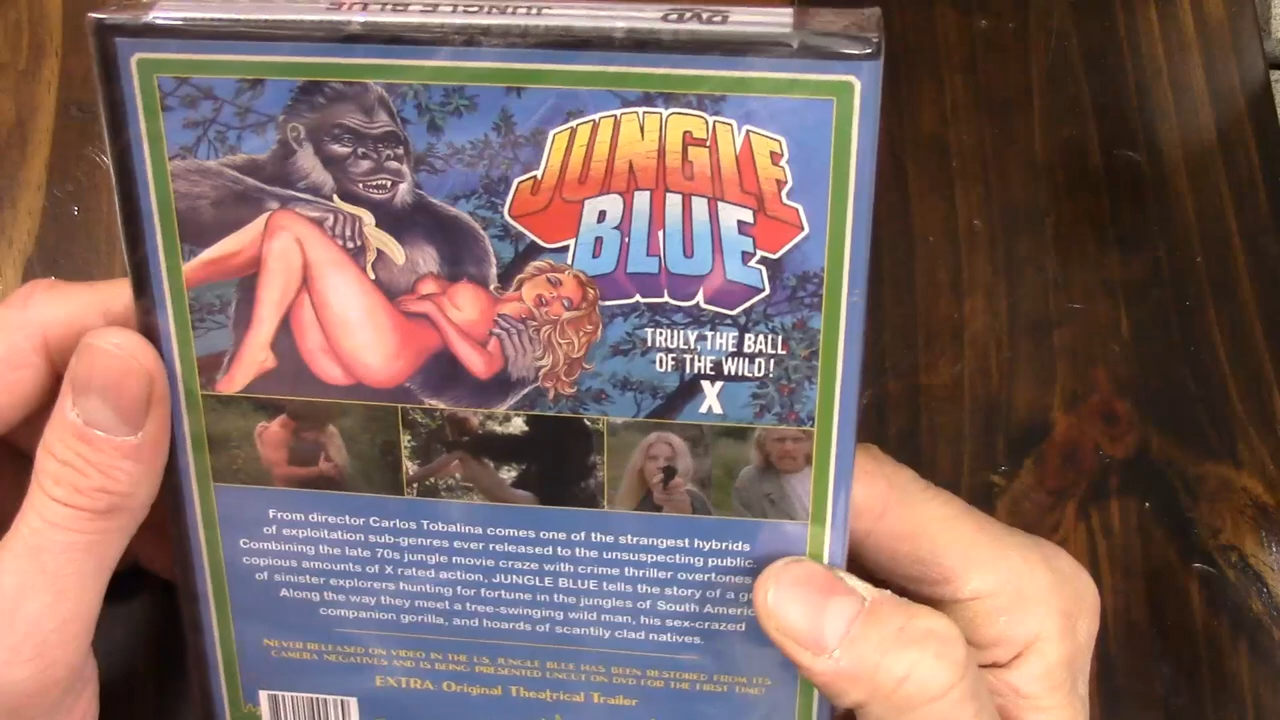 JUNGLE BLUE
DVD
JUNGLE
BLUE
TRULY, THE BALL
OF THE WILD!
X
From director Carlos Tobalina comes one of the strangest hybrids
of exploitation sub-genres ever released to the unsuspecting public.
Combining the late 70s jungle movie craze with crime thriller overtones
copious amounts of X rated action, JUNGLE BLUE tells the story of a
of sinister explorers hunting for fortune in the jungles of South
Along the way they meet a tree-swinging wild man, his sex-crazed
companion gorilla, and hoards of scantily clad natives.
NEVER RELEASED ON VIDEO IN THE US, JUNGLE BLUE HAS BEEN RESTORED FROM ITS
CAMERA NEGATIVES AND IS BEING PRESENTED UNCUT ON DVD FOR THE FIRST TIME!
EXTRA: Original Theatrical Trailer